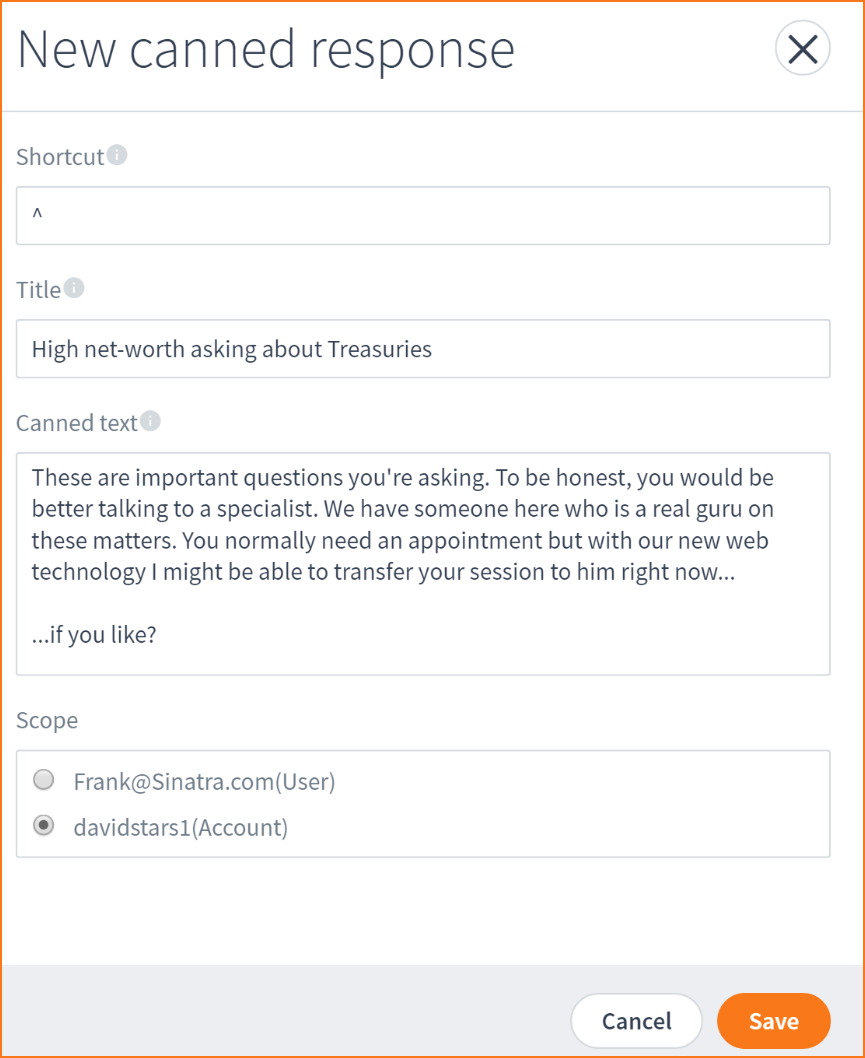 New canned response
Shortcut
^
Title
High net-worth asking about Treasuries
Canned text
These are important questions you're asking. To be honest, you would be
better talking to a specialist. We have someone here who is a real guru on
these matters. You normally need an appointment but with our new web
technology I might be able to transfer your session to him right now...
...if you like?
Scope
Frank@Sinatra.com(User)
davidstars1(Account)
Cancel
Save